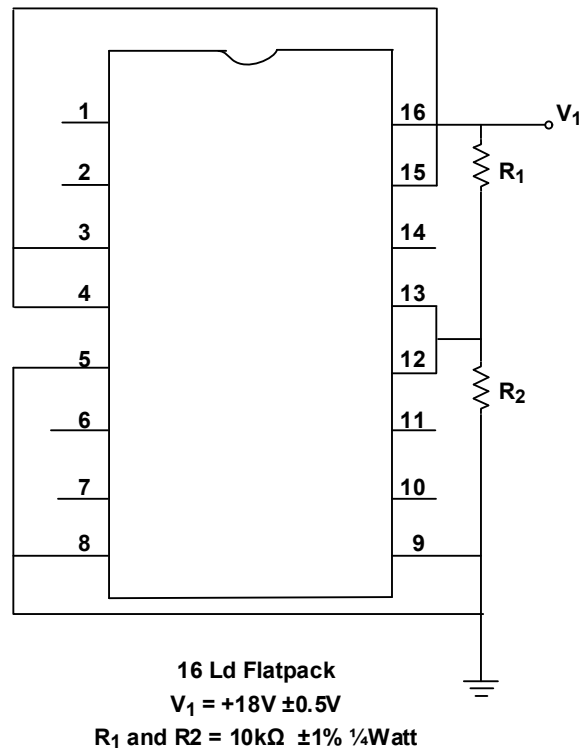 1 16 V1
2 15 R1
3 14
4 13
5 12 R2
6 11
7 10
8 9
16 Ld Flatpack
V1 = +18V ±0.5V
R1 and R2 = 10kΩ ±1% ¼Watt